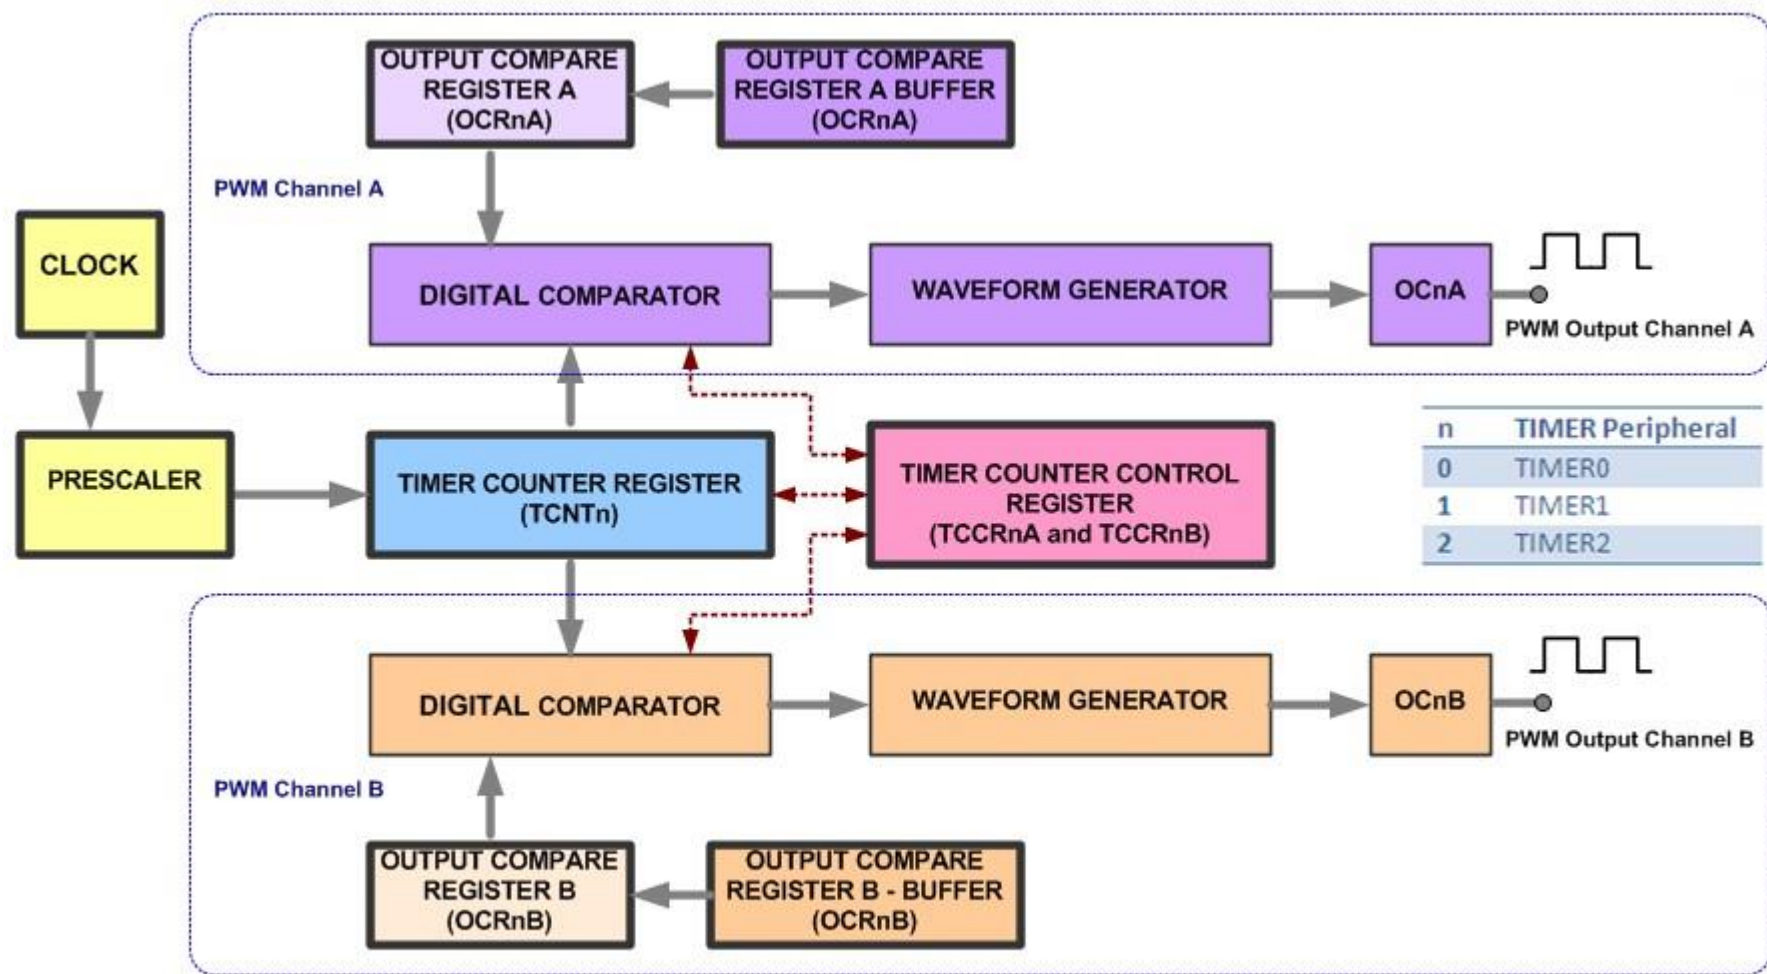 OUTPUT COMPARE
REGISTER A
(OCRnA)
OUTPUT COMPARE
REGISTER A BUFFER
(OCRnA)
PWM Channel A
CLOCK
DIGITAL COMPARATOR
WAVEFORM GENERATOR
OCnA
PWM Output Channel A
PRESCALER
TIMER COUNTER REGISTER
(TCNTn)
TIMER COUNTER CONTROL
REGISTER
(TCCRnA and TCCRnB)
n TIMER Peripheral
0 TIMER0
1 TIMER1
2 TIMER2
DIGITAL COMPARATOR
WAVEFORM GENERATOR
OCnB
PWM Output Channel B
PWM Channel B
OUTPUT COMPARE
REGISTER B
(OCRnB)
OUTPUT COMPARE
REGISTER B - BUFFER
(OCRnB)